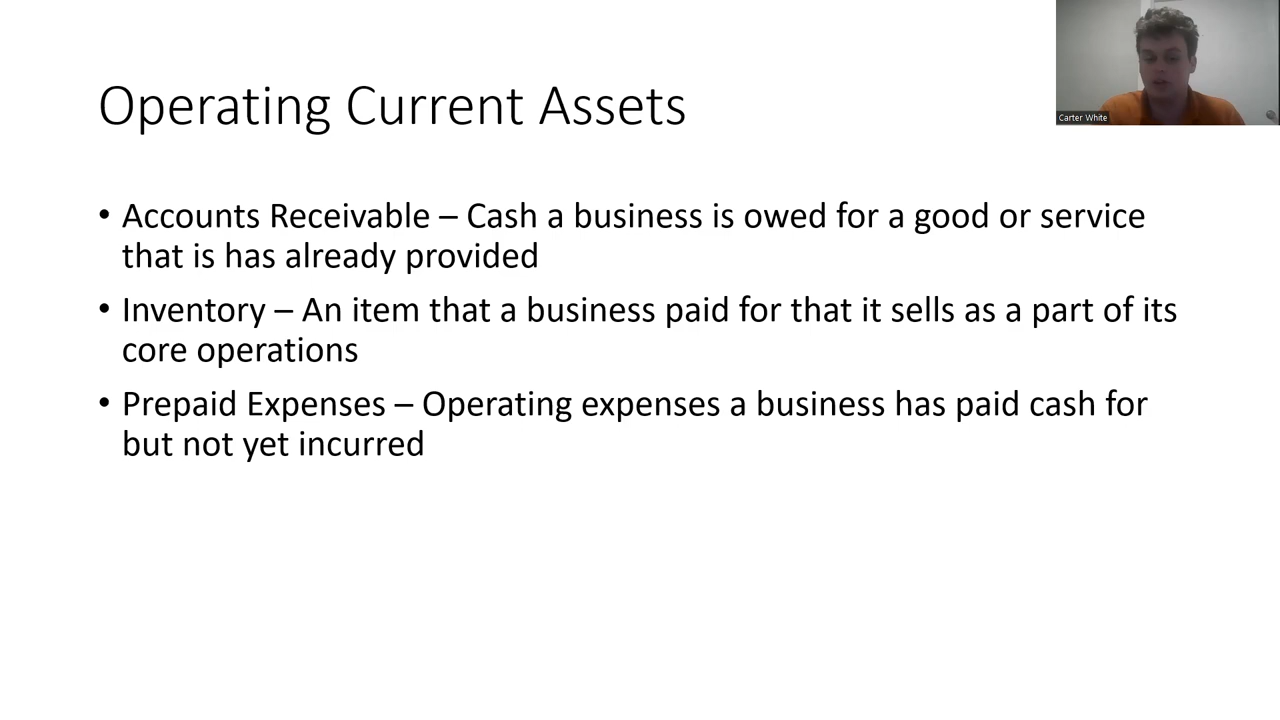 Operating Current Assets
Carter White
• Accounts Receivable – Cash a business is owed for a good or service
that is has already provided
• Inventory – An item that a business paid for that it sells as a part of its
core operations
• Prepaid Expenses – Operating expenses a business has paid cash for
but not yet incurred